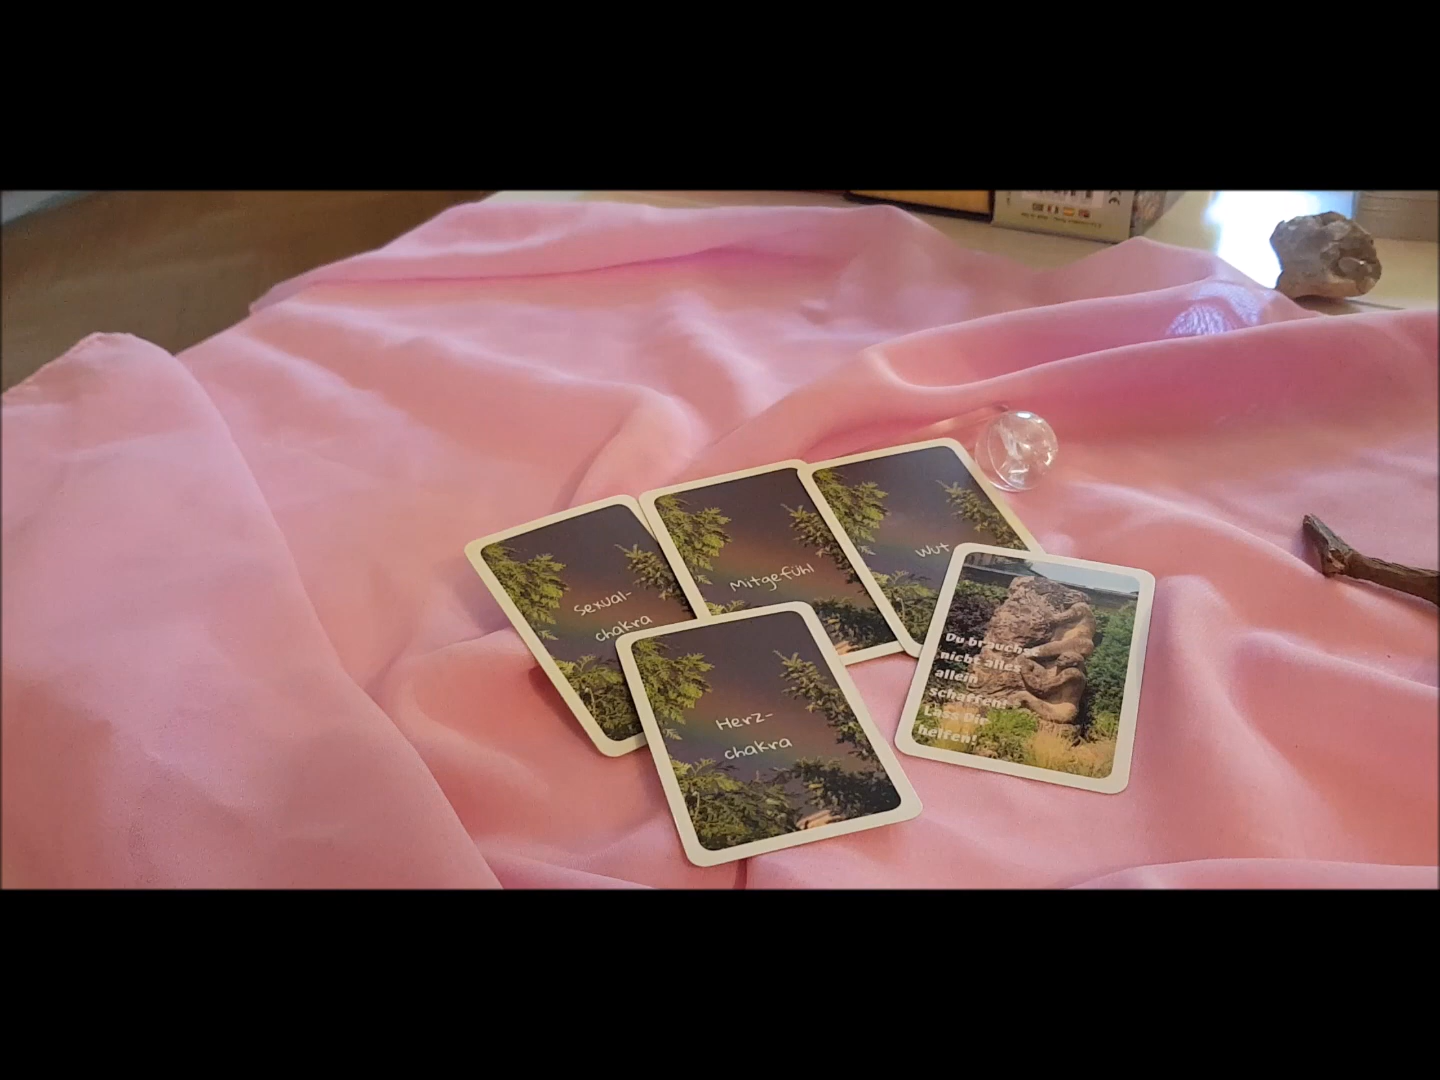 Sexual-
chakra
Mitgefühl
Wut
Herz-
chakra
Du brauchst
nicht alles
allein
schaffen!
Lass Dir
helfen!